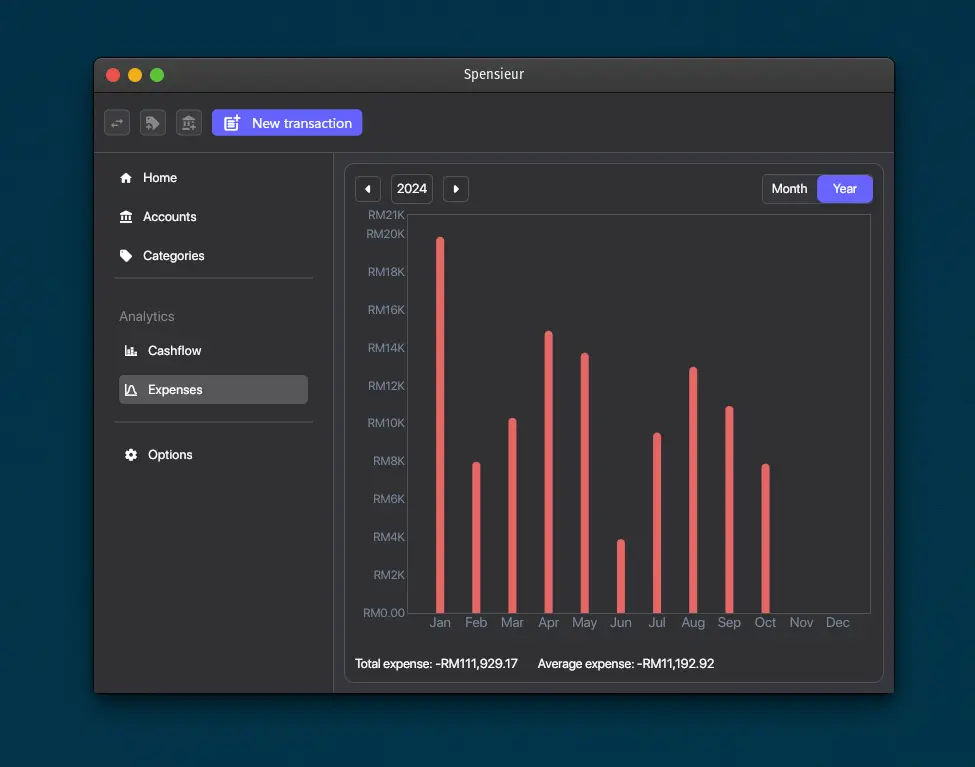 Spensieur
New transaction
Home
Accounts
Categories
Analytics
Cashflow
Expenses
Options
2024
Month
Year
RM21K
RM20K
RM18K
RM16K
RM14K
RM12K
RM10K
RM8K
RM6K
RM4K
RM2K
RM0.00
Jan Feb Mar Apr May Jun Jul Aug Sep Oct Nov Dec
Total expense: -RM111,929.17 Average expense: -RM11,192.92